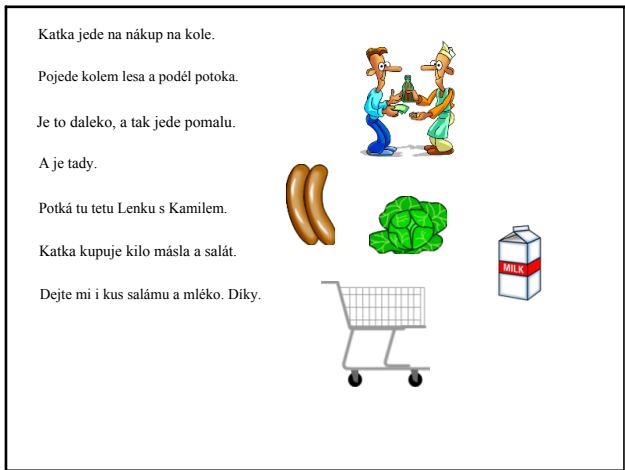 Katka jede na nákup na kole.
Pojede kolem lesa a podél potoka.
Je to daleko, a tak jede pomalu.
A je tady.
Potká tu tetu Lenku s Kamilem.
Katka kupuje kilo másla a salát.
Dejte mi i kus salámu a mléko. Díky.
MILK